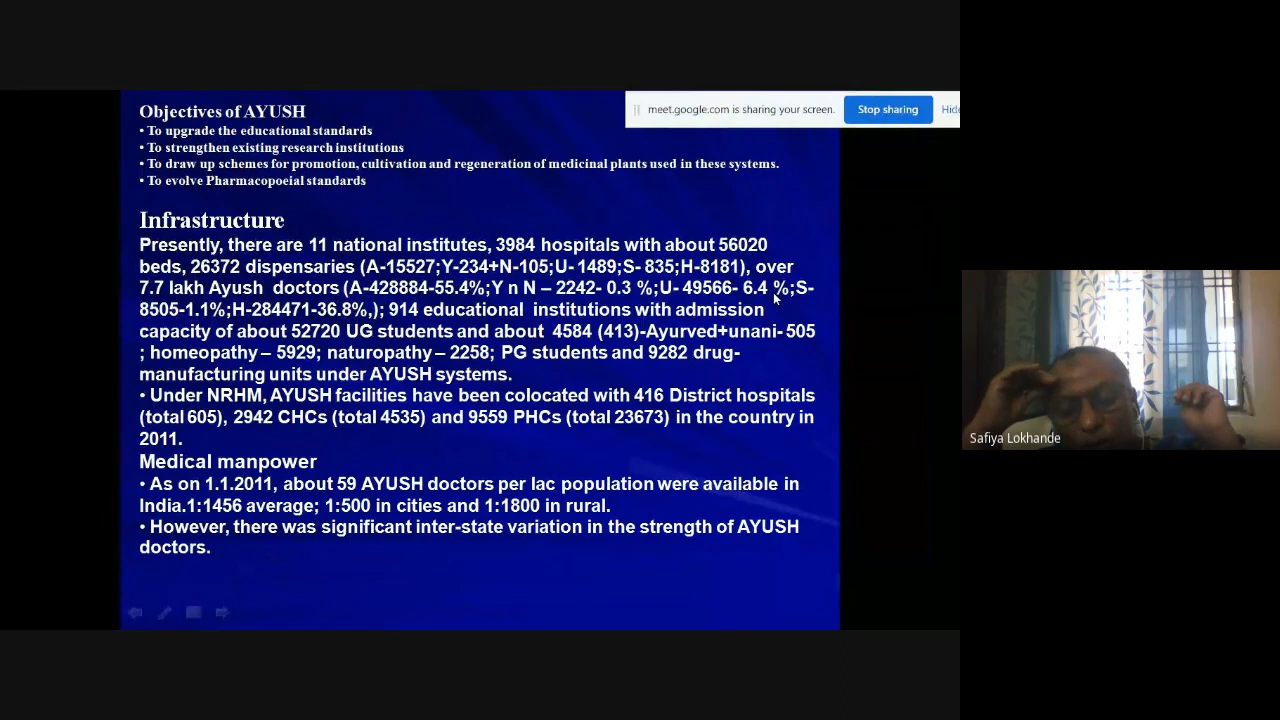 Objectives of AYUSH
• To upgrade the educational standards
• To strengthen existing research institutions
• To draw up schemes for promotion, cultivation and regeneration of medicinal plants used in these systems.
• To evolve Pharmacopoeial standards
Infrastructure
Presently, there are 11 national institutes, 3984 hospitals with about 56020
beds, 26372 dispensaries (A-15527;Y-234+N-105;U- 1489;S- 835;H-8181), over
7.7 lakh Ayush doctors (A-428884-55.4%;Y n N – 2242- 0.3 %;U- 49566- 6.4 %;S-
8505-1.1%;H-284471-36.8%,); 914 educational institutions with admission
capacity of about 52720 UG students and about 4584 (413)-Ayurved+unani- 505
; homeopathy – 5929; naturopathy – 2258; PG students and 9282 drug-
manufacturing units under AYUSH systems.
• Under NRHM, AYUSH facilities have been colocated with 416 District hospitals
(total 605), 2942 CHCs (total 4535) and 9559 PHCs (total 23673) in the country in
2011.
Medical manpower
• As on 1.1.2011, about 59 AYUSH doctors per lac population were available in
India.1:1456 average; 1:500 in cities and 1:1800 in rural.
• However, there was significant inter-state variation in the strength of AYUSH
doctors.
meet.google.com is sharing your screen.
Stop sharing
Hide
Safiya Lokhande